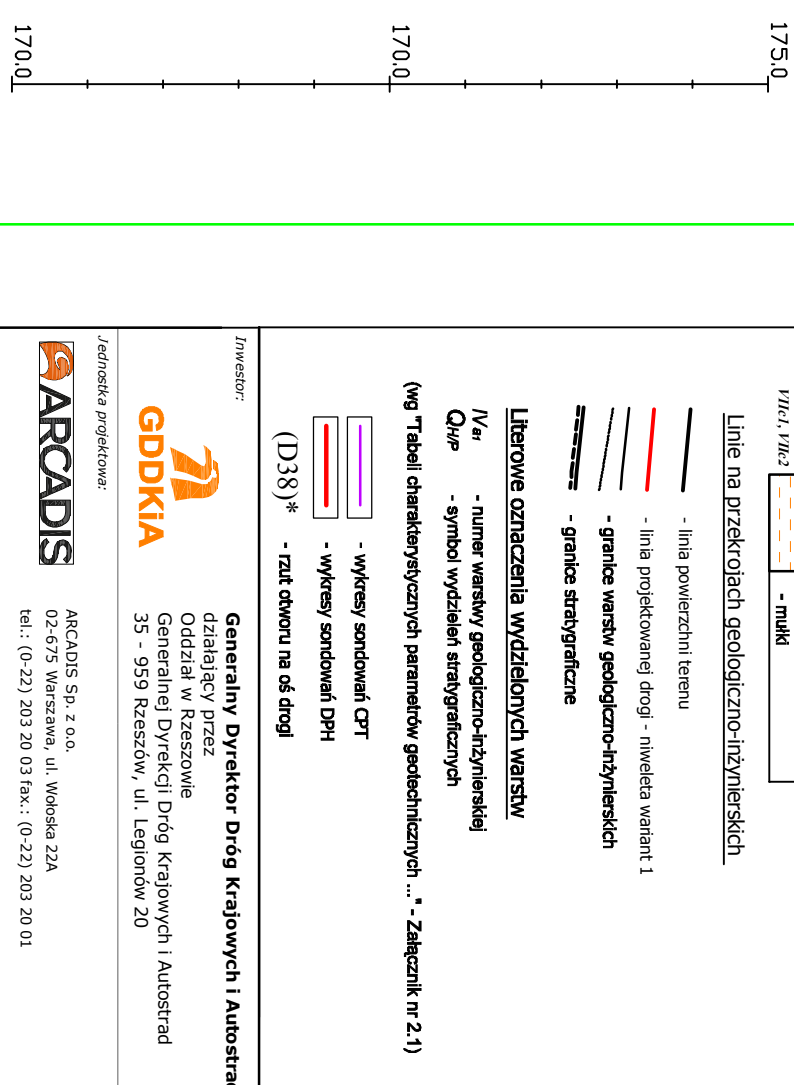 175.0
170.0
170.0
VIIc1, VIIc2
- mułki
Linie na przekrojach geologiczno-inżynierskich
- linia powierzchni terenu
- linia projektowanej drogi - niweleta wariant 1
- granice warstw geologiczno-inżynierskich
- granice stratygraficzne
Literowe oznaczenia wydzielonych warstw
IVa1 - numer warstwy geologiczno-inżynierskiej
QH/P - symbol wydzieleń stratygraficznych
(wg "Tabeli charakterystycznych parametrów geotechnicznych ..." - Załącznik nr 2.1)
- wykresy sondowań CPT
- wykresy sondowań DPH
(D38)* - rzut otworu na oś drogi
Inwestor:
GDDKiA
Generalny Dyrektor Dróg Krajowych i Autostrad
działający przez
Oddział w Rzeszowie
Generalnej Dyrekcji Dróg Krajowych i Autostrad
35 - 959 Rzeszów, ul. Legionów 20
Jednostka projektowa:
ARCADIS
ARCADIS Sp. z o.o.
02-675 Warszawa, ul. Wołoska 22A
tel.: (0-22) 203 20 03 fax.: (0-22) 203 20 01